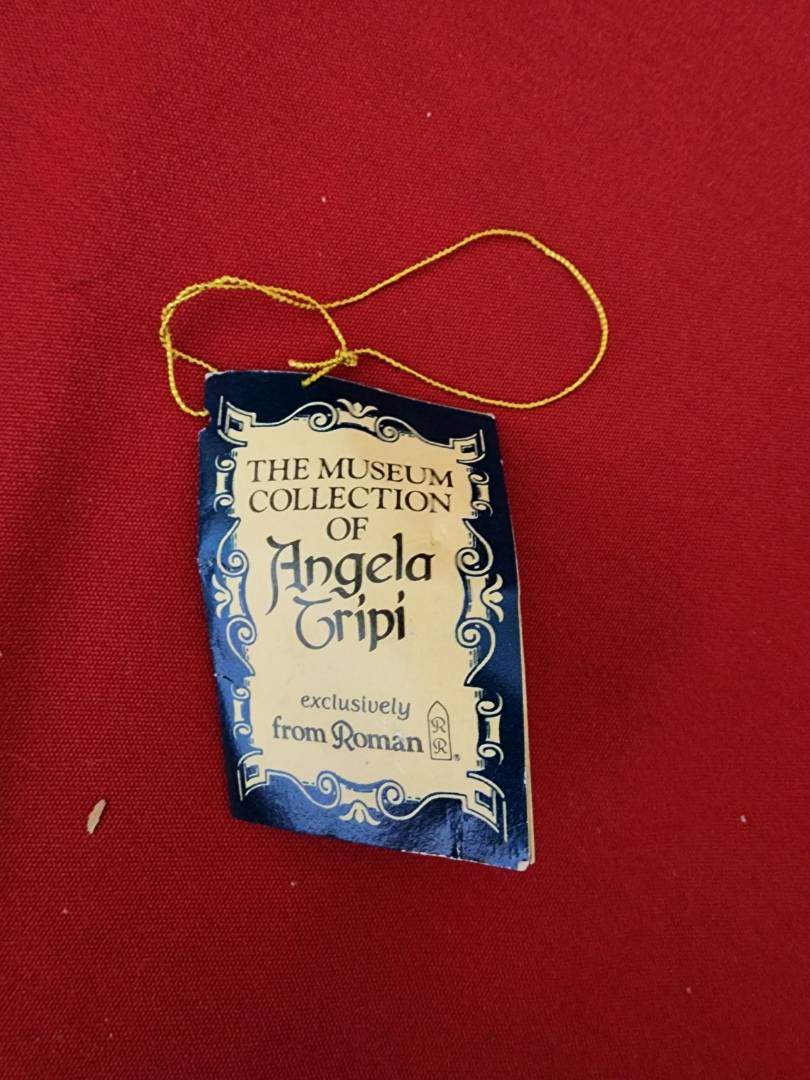 THE MUSEUM
COLLECTION
OF
Angela
Tripi
exclusively
from Roman
R
R
®